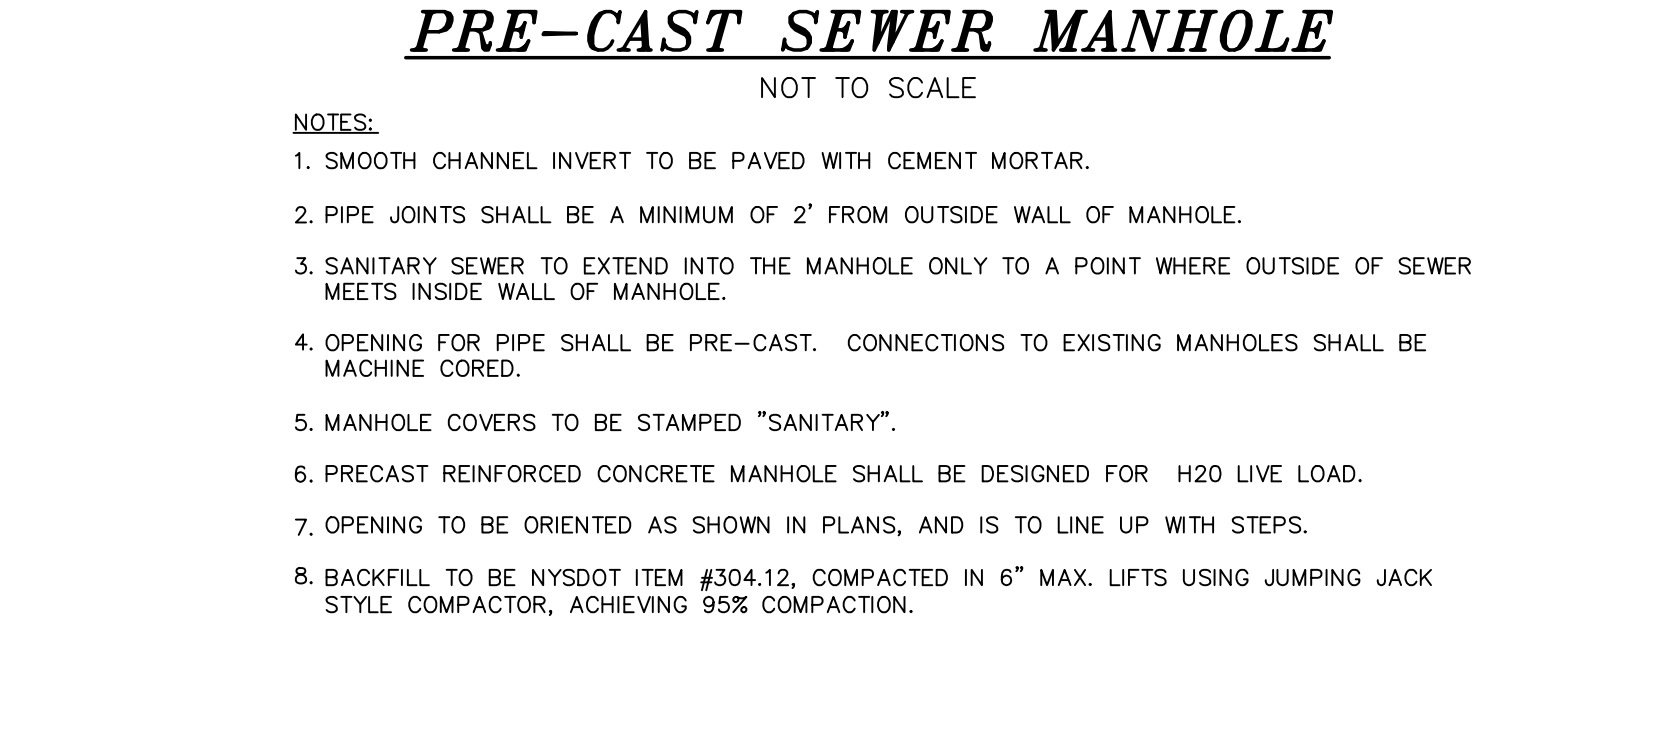 PRE-CAST SEWER MANHOLE
NOT TO SCALE
NOTES:
1. SMOOTH CHANNEL INVERT TO BE PAVED WITH CEMENT MORTAR.
2. PIPE JOINTS SHALL BE A MINIMUM OF 2' FROM OUTSIDE WALL OF MANHOLE.
3. SANITARY SEWER TO EXTEND INTO THE MANHOLE ONLY TO A POINT WHERE OUTSIDE OF SEWER
MEETS INSIDE WALL OF MANHOLE.
4. OPENING FOR PIPE SHALL BE PRE-CAST. CONNECTIONS TO EXISTING MANHOLES SHALL BE
MACHINE CORED.
5. MANHOLE COVERS TO BE STAMPED "SANITARY".
6. PRECAST REINFORCED CONCRETE MANHOLE SHALL BE DESIGNED FOR H20 LIVE LOAD.
7. OPENING TO BE ORIENTED AS SHOWN IN PLANS, AND IS TO LINE UP WITH STEPS.
8. BACKFILL TO BE NYSDOT ITEM #304.12, COMPACTED IN 6" MAX. LIFTS USING JUMPING JACK
STYLE COMPACTOR, ACHIEVING 95% COMPACTION.